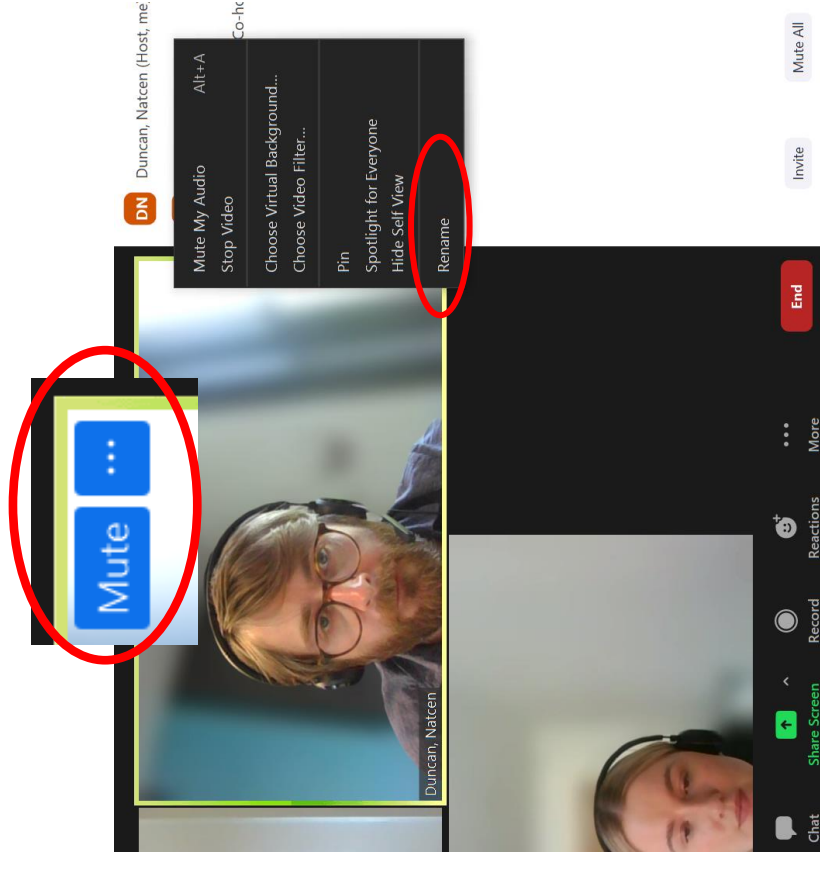 Mute ...
DN Duncan, Natcen (Host, me)
Co-ho
Mute My Audio Alt+A
Stop Video
Choose Virtual Background...
Choose Video Filter...
Pin
Spotlight for Everyone
Hide Self View
Rename
Duncan, Natcen
Chat
Share Screen
Record
Reactions
More
End
Invite
Mute All